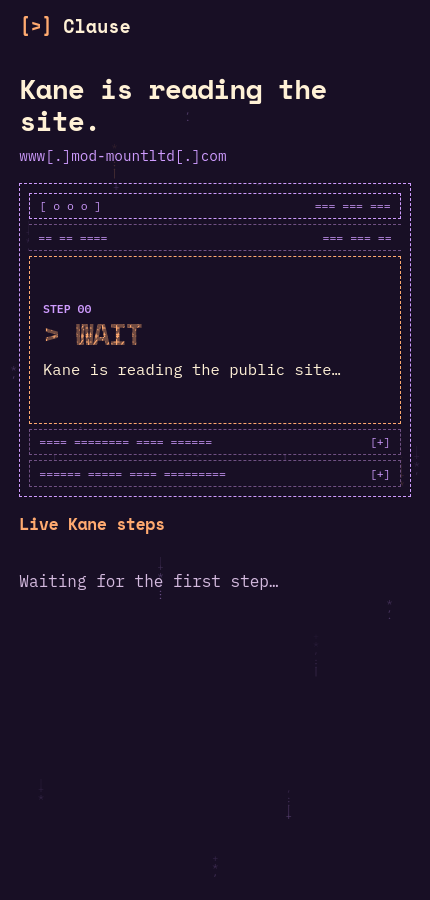 [>] Clause
Kane is reading the
site.
www[.]mod-mountltd[.]com
[ o o o ] === === ===
== == ==== === === ==
STEP 00
> WAIT
Kane is reading the public site…
==== ======== ==== ====== [+]
====== ===== ==== ========= [+]
Live Kane steps
Waiting for the first step…